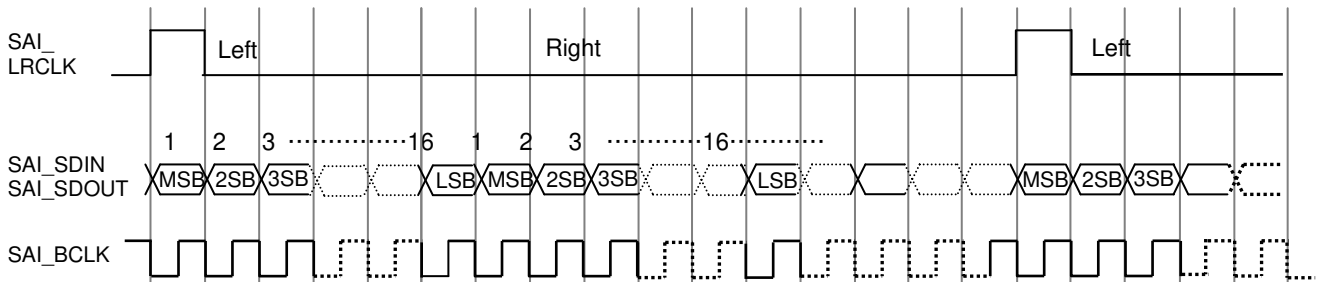 SAI_
LRCLK
Left
Right
Left
1 2 3 16 1 2 3 16
SAI_SDIN
SAI_SDOUT
MSB 2SB 3SB LSB MSB 2SB 3SB LSB MSB 2SB 3SB
SAI_BCLK